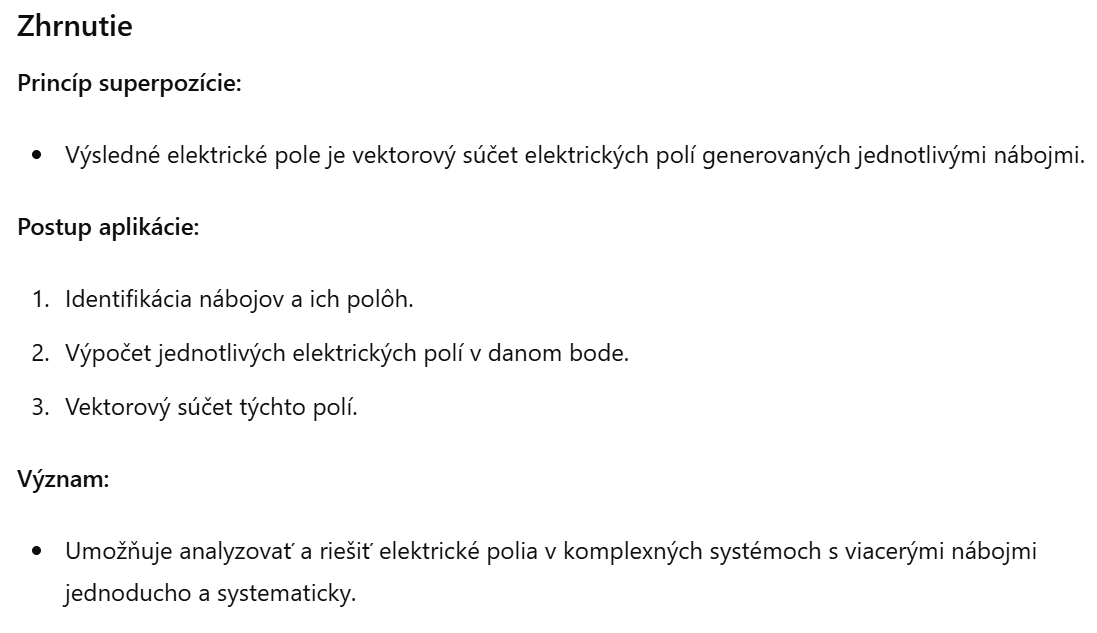 Zhrnutie
Princíp superpozície:
• Výsledné elektrické pole je vektorový súčet elektrických polí generovaných jednotlivými nábojmi.
Postup aplikácie:
1. Identifikácia nábojov a ich polôh.
2. Výpočet jednotlivých elektrických polí v danom bode.
3. Vektorový súčet týchto polí.
Význam:
• Umožňuje analyzovať a riešiť elektrické polia v komplexných systémoch s viacerými nábojmi
jednoducho a systematicky.